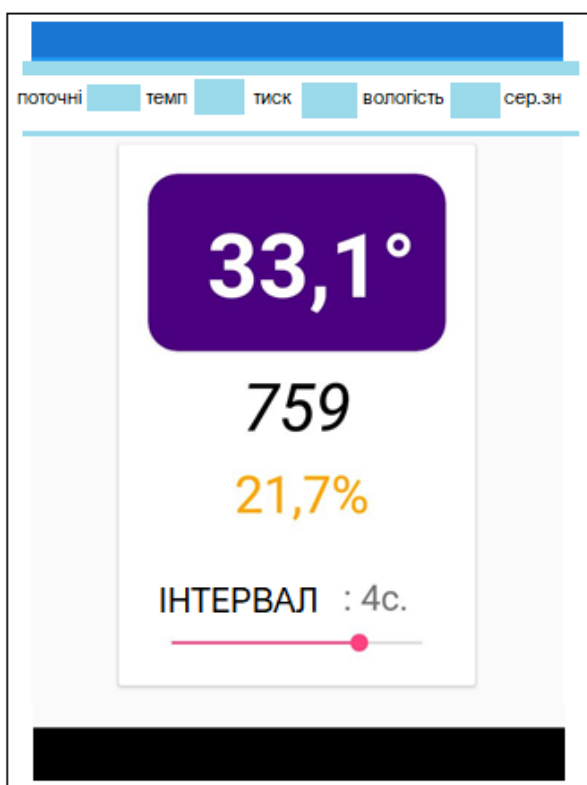 поточні темп тиск вологість сер.зн
33,1°
759
21,7%
ІНТЕРВАЛ : 4с.